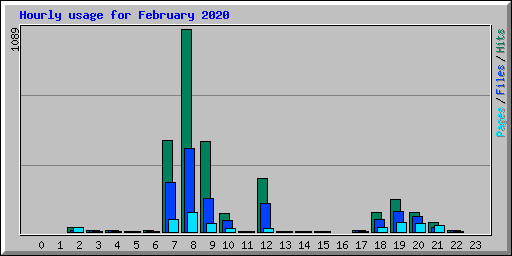 Hourly usage for February 2020
1089
Pages/Files/Hits
0 1 2 3 4 5 6 7 8 9 10 11 12 13 14 15 16 17 18 19 20 21 22 23